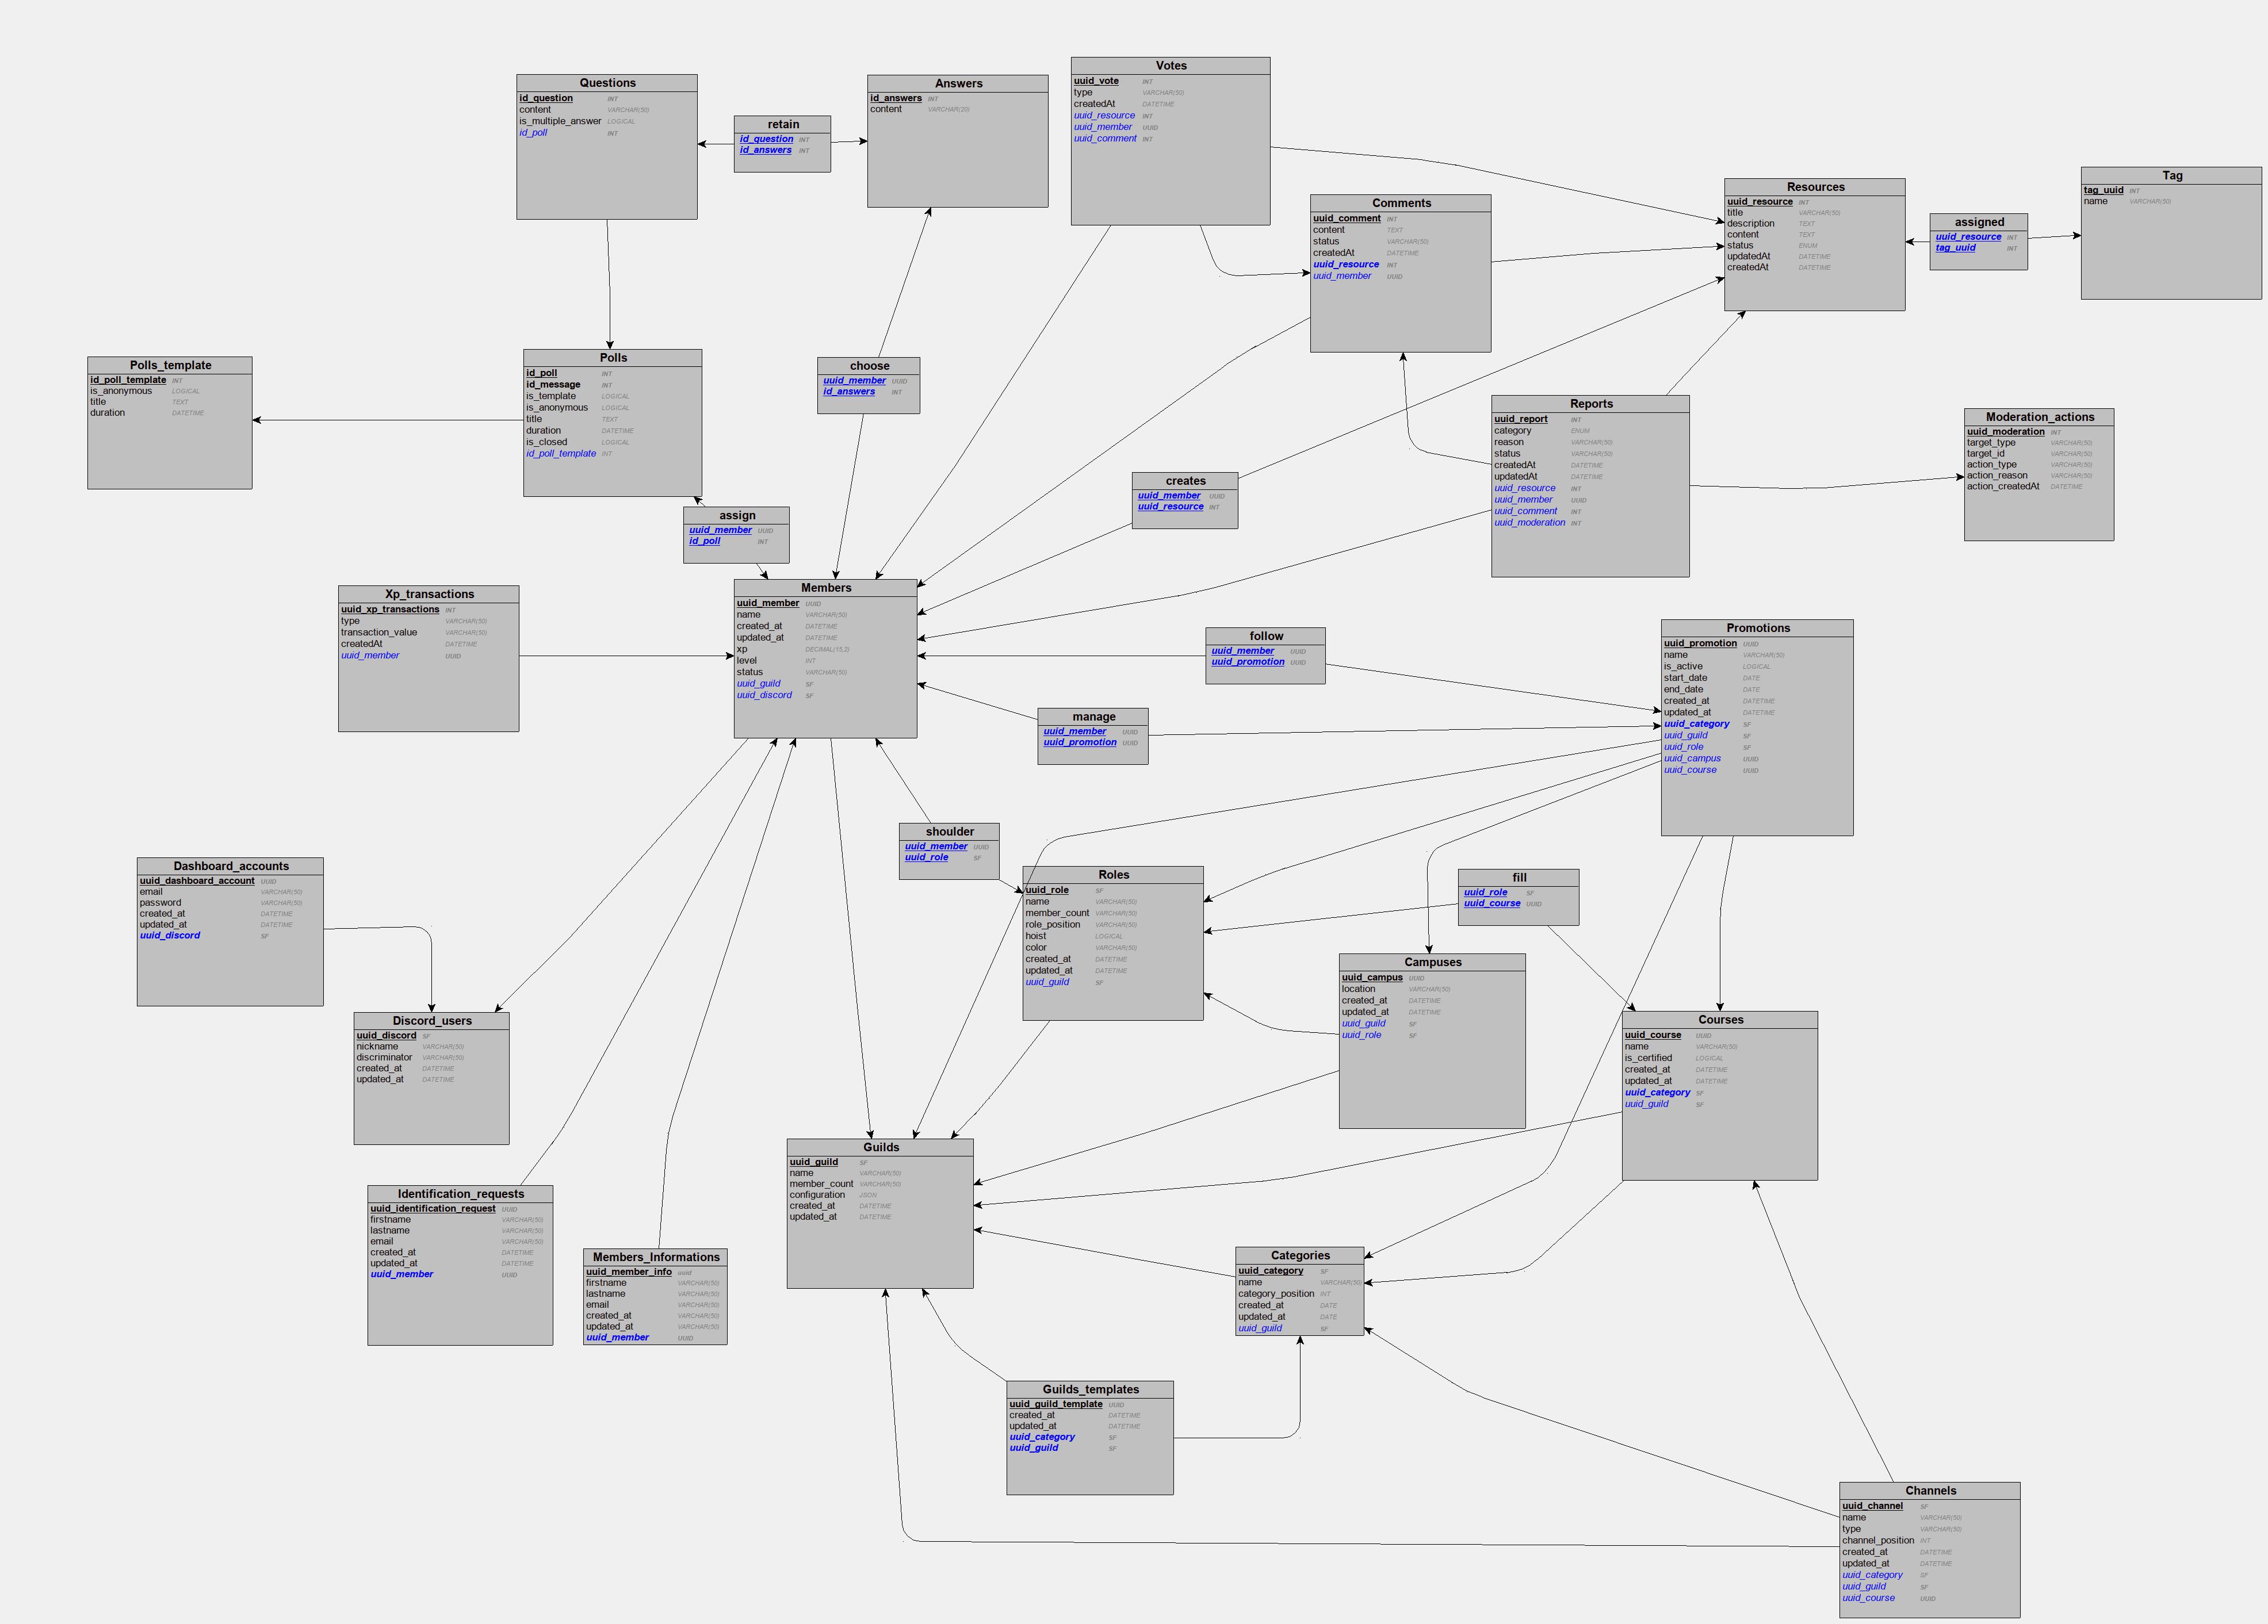 Questions
id_question INT
content VARCHAR(50)
is_multiple_answer LOGICAL
id_poll INT
retain
id_question INT
id_answers INT
Answers
id_answers INT
content VARCHAR(20)
Votes
uuid_vote INT
type VARCHAR(50)
createdAt DATETIME
uuid_resource INT
uuid_member UUID
uuid_comment INT
Comments
uuid_comment INT
content TEXT
status VARCHAR(50)
createdAt DATETIME
uuid_resource INT
uuid_member UUID
Resources
uuid_resource INT
title VARCHAR(50)
description TEXT
content TEXT
status ENUM
updatedAt DATETIME
createdAt DATETIME
assigned
uuid_resource INT
tag_uuid INT
Tag
tag_uuid INT
name VARCHAR(50)
Polls_template
id_poll_template INT
is_anonymous LOGICAL
title TEXT
duration DATETIME
Polls
id_poll INT
id_message INT
is_template LOGICAL
is_anonymous LOGICAL
title TEXT
duration DATETIME
is_closed LOGICAL
id_poll_template INT
choose
uuid_member UUID
id_answers INT
assign
uuid_member UUID
id_poll INT
creates
uuid_member UUID
uuid_resource INT
Reports
uuid_report INT
category ENUM
reason VARCHAR(50)
status VARCHAR(50)
createdAt DATETIME
updatedAt DATETIME
uuid_resource INT
uuid_member UUID
uuid_comment INT
uuid_moderation INT
Moderation_actions
uuid_moderation INT
target_type VARCHAR(50)
target_id VARCHAR(50)
action_type VARCHAR(50)
action_reason VARCHAR(50)
action_createdAt DATETIME
Xp_transactions
uuid_xp_transactions INT
type VARCHAR(50)
transaction_value VARCHAR(50)
createdAt DATETIME
uuid_member UUID
Members
uuid_member UUID
name VARCHAR(50)
created_at DATETIME
updated_at DATETIME
xp DECIMAL(15,2)
level INT
status VARCHAR(50)
uuid_guild SF
uuid_discord SF
follow
uuid_member UUID
uuid_promotion UUID
manage
uuid_member UUID
uuid_promotion UUID
Promotions
uuid_promotion UUID
name VARCHAR(50)
is_active LOGICAL
start_date DATE
end_date DATE
created_at DATETIME
updated_at DATETIME
uuid_category SF
uuid_guild SF
uuid_role SF
uuid_campus UUID
uuid_course UUID
shoulder
uuid_member UUID
uuid_role SF
Dashboard_accounts
uuid_dashboard_account UUID
email VARCHAR(50)
password VARCHAR(50)
created_at DATETIME
updated_at DATETIME
uuid_discord SF
Roles
uuid_role SF
name VARCHAR(50)
member_count VARCHAR(50)
role_position VARCHAR(50)
hoist LOGICAL
color VARCHAR(50)
created_at DATETIME
updated_at DATETIME
uuid_guild SF
fill
uuid_role SF
uuid_course UUID
Campuses
uuid_campus UUID
location VARCHAR(50)
created_at DATETIME
updated_at DATETIME
uuid_guild SF
uuid_role SF
Discord_users
uuid_discord SF
nickname VARCHAR(50)
discriminator VARCHAR(50)
created_at DATETIME
updated_at DATETIME
Courses
uuid_course UUID
name VARCHAR(50)
is_certified LOGICAL
created_at DATETIME
updated_at DATETIME
uuid_category SF
uuid_guild SF
Guilds
uuid_guild SF
name VARCHAR(50)
member_count VARCHAR(50)
configuration JSON
created_at DATETIME
updated_at DATETIME
Identification_requests
uuid_identification_request UUID
firstname VARCHAR(50)
lastname VARCHAR(50)
email VARCHAR(50)
created_at DATETIME
updated_at DATETIME
uuid_member UUID
Members_Informations
uuid_member_info uuid
firstname VARCHAR(50)
lastname VARCHAR(50)
email VARCHAR(50)
created_at VARCHAR(50)
updated_at VARCHAR(50)
uuid_member UUID
Categories
uuid_category SF
name VARCHAR(50)
category_position INT
created_at DATE
updated_at DATE
uuid_guild SF
Guilds_templates
uuid_guild_template UUID
created_at DATETIME
updated_at DATETIME
uuid_category SF
uuid_guild SF
Channels
uuid_channel SF
name VARCHAR(50)
type VARCHAR(50)
channel_position INT
created_at DATETIME
updated_at DATETIME
uuid_category SF
uuid_guild SF
uuid_course UUID